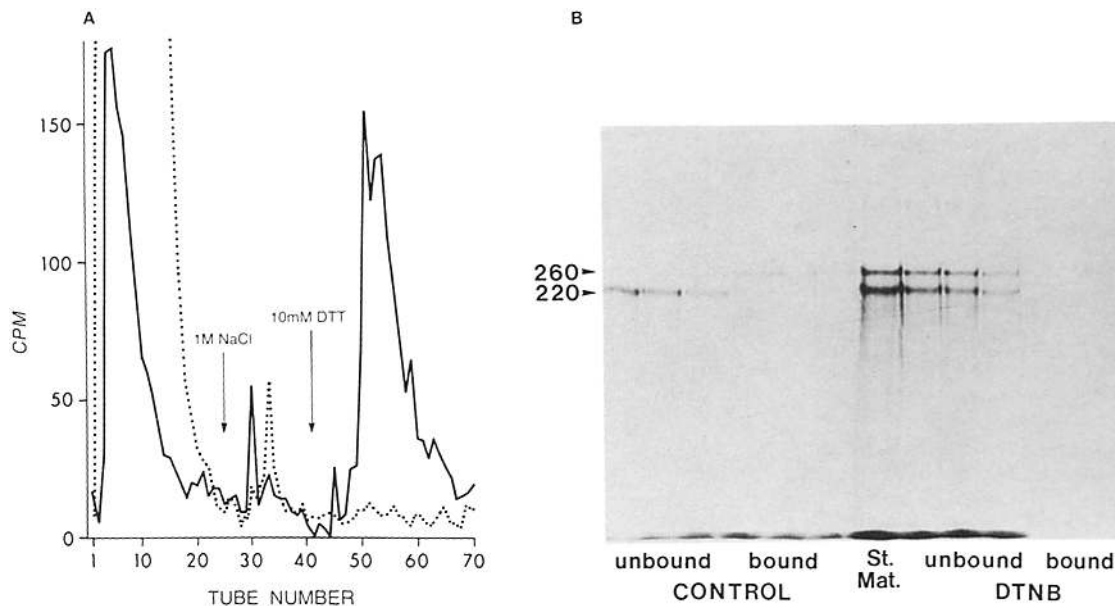 A
B
150
100
50
0
CPM
1M NaCl
10mM DTT
1 10 20 30 40 50 60 70
TUBE NUMBER
260
220
unbound bound St. Mat. unbound bound
CONTROL DTNB